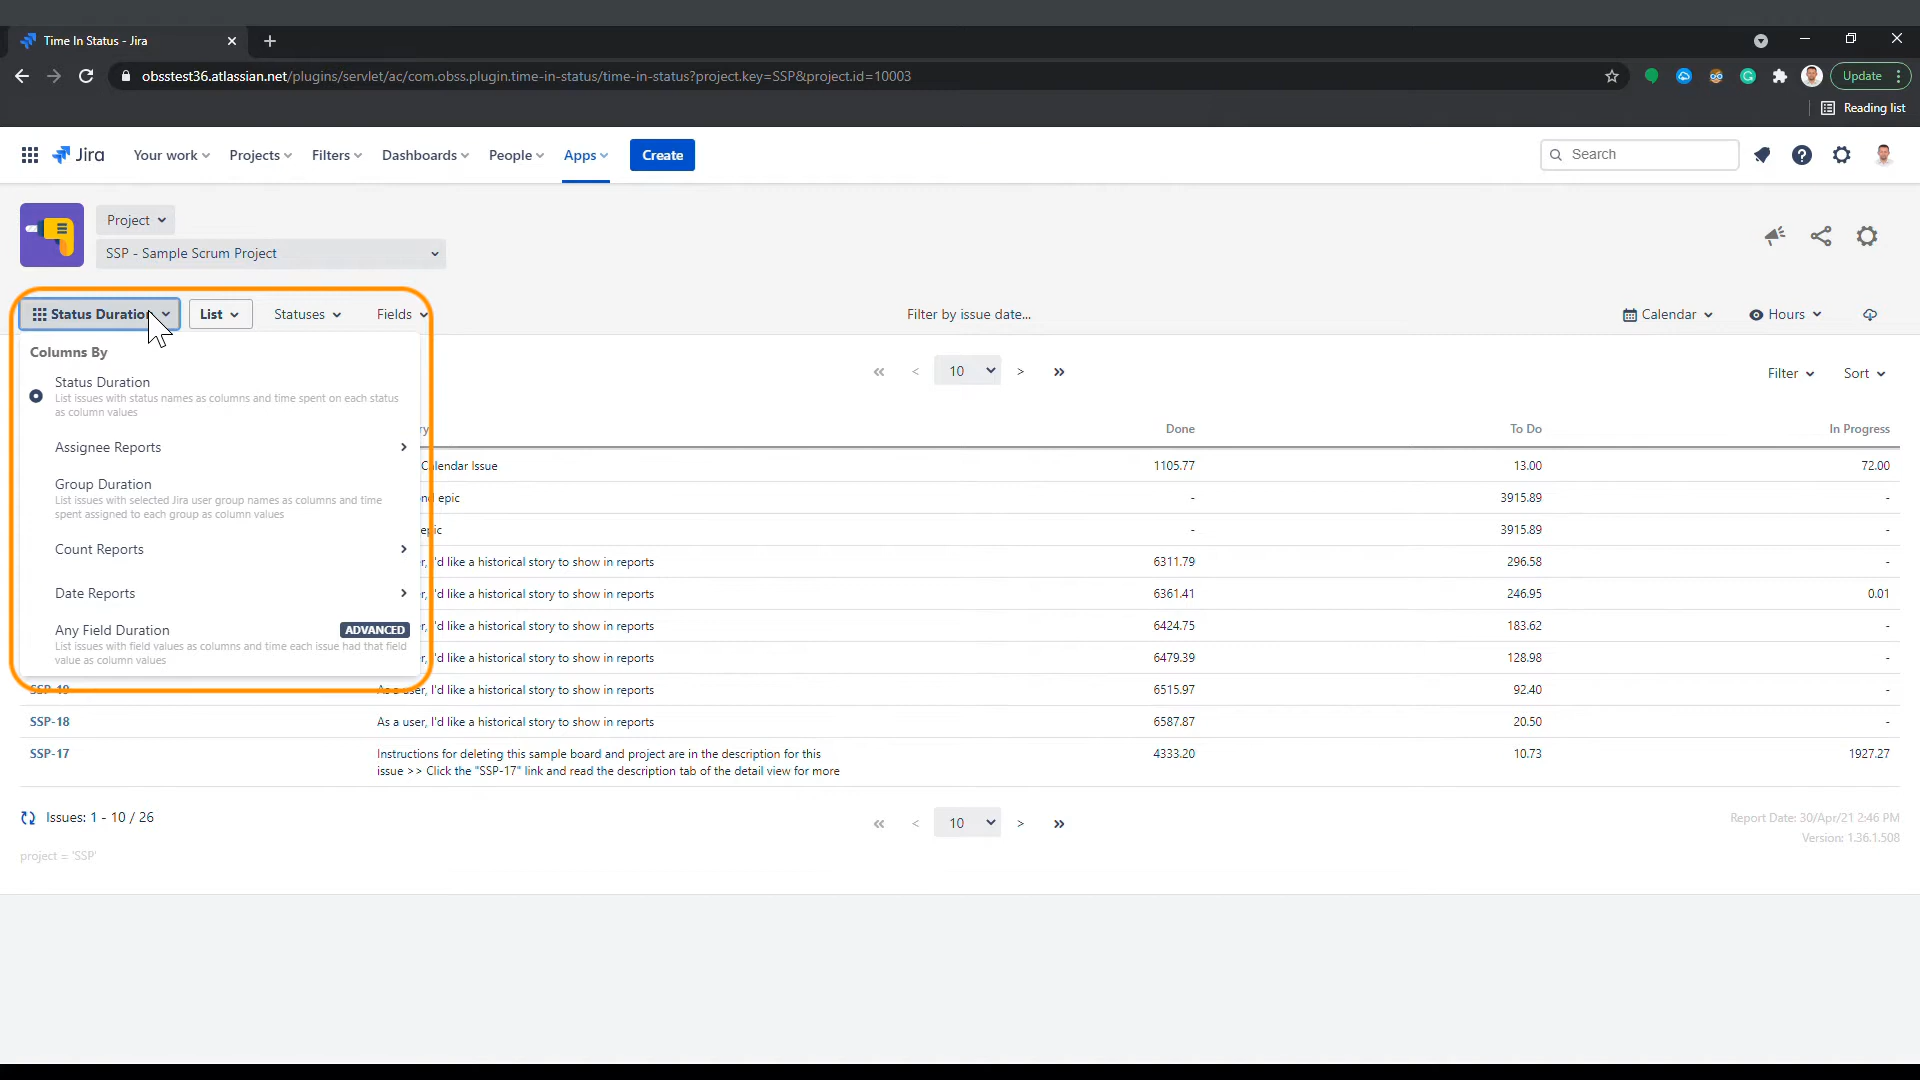 Time In Status - Jira
obsstest36.atlassian.net/plugins/servlet/ac/com.obss.plugin.time-in-status/time-in-status?project.key=SSP&project.id=10003
Update
Reading list
Jira
Your work
Projects
Filters
Dashboards
People
Apps
Create
Search
Project
SSP - Sample Scrum Project
Status Duration
List
Statuses
Fields
Filter by issue date...
Calendar
Hours
Columns By
Status Duration
List issues with status names as columns and time spent on each status
as column values
Assignee Reports
Group Duration
List issues with selected Jira user group names as columns and time
spent assigned to each group as column values
Count Reports
Date Reports
Any Field Duration ADVANCED
List issues with field values as columns and time each issue had that field
value as column values
« < 10 > »
Filter
Sort
ry Done To Do In Progress
Calendar Issue 1105.77 13.00 72.00
nd epic - 3915.89 -
epic - 3915.89 -
r, I'd like a historical story to show in reports 6311.79 296.58 -
r, I'd like a historical story to show in reports 6361.41 246.95 0.01
r, I'd like a historical story to show in reports 6424.75 183.62 -
r, I'd like a historical story to show in reports 6479.39 128.98 -
SSP-19 As a user, I'd like a historical story to show in reports 6515.97 92.40 -
SSP-18 As a user, I'd like a historical story to show in reports 6587.87 20.50 -
SSP-17 Instructions for deleting this sample board and project are in the description for this 4333.20 10.73 1927.27
issue >> Click the "SSP-17" link and read the description tab of the detail view for more
Issues: 1 - 10 / 26
« < 10 > »
Report Date: 30/Apr/21 2:46 PM
Version: 1.36.1.508
project = 'SSP'